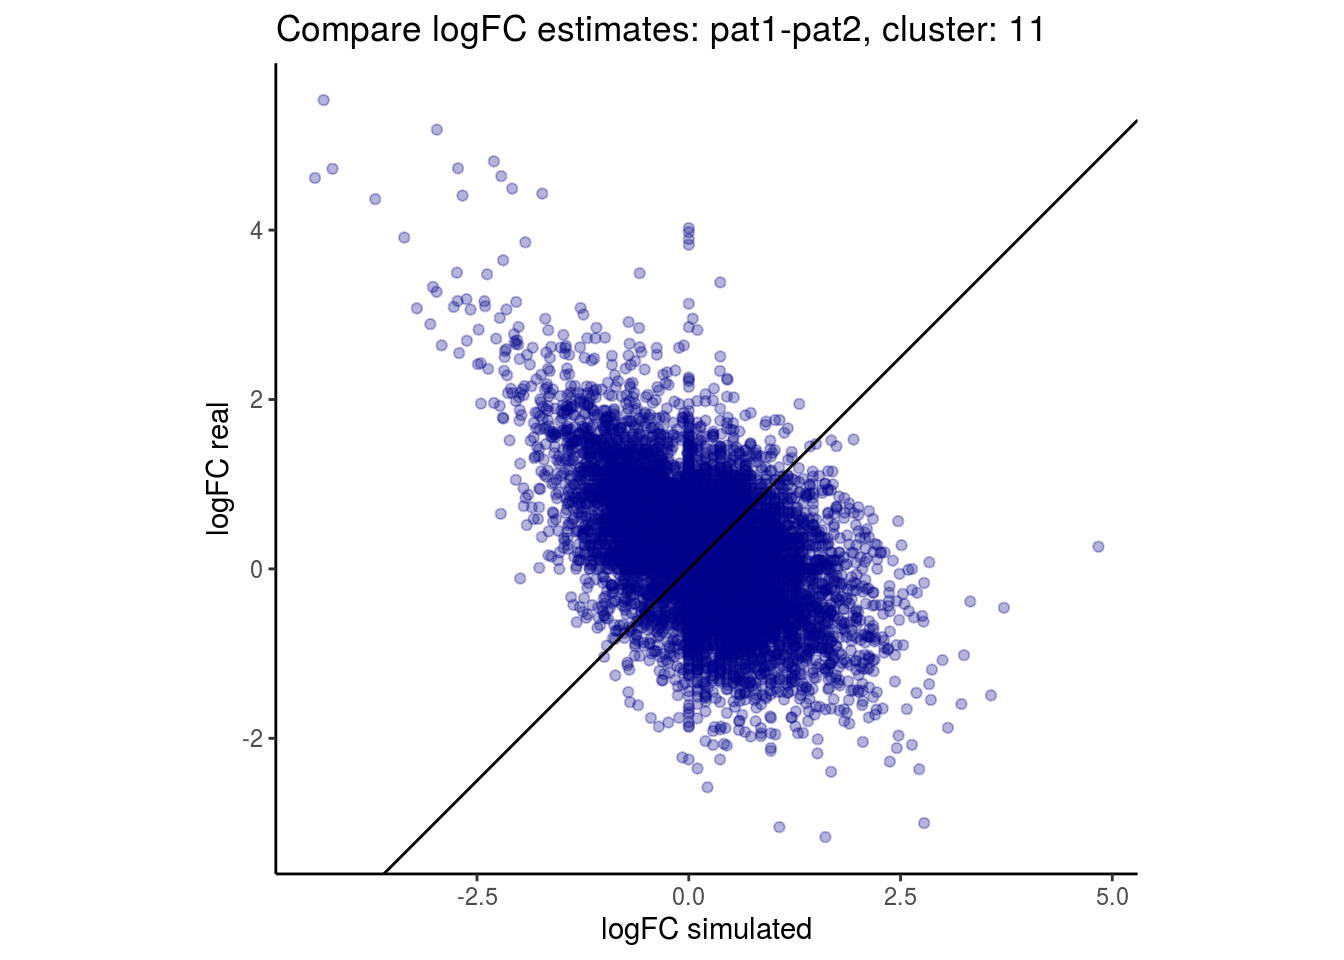 Compare logFC estimates: pat1-pat2, cluster: 11
4
2
0
-2
logFC real
-2.5
0.0
2.5
5.0
logFC simulated